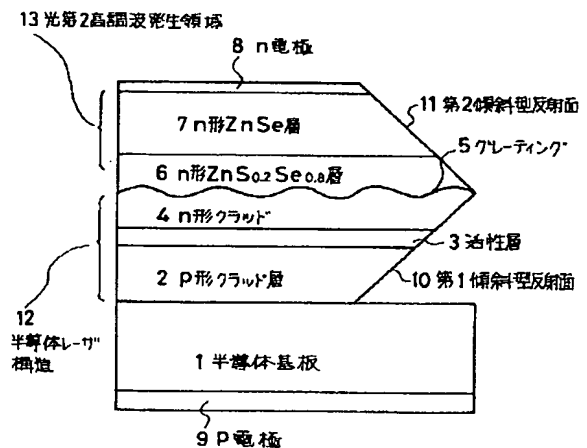 13 光第2高調波発生領域
8 n電極
11 第2傾斜型反射面
7 n形ZnSe層
5 グレーティング
6 n形ZnS0.2Se0.8層
4 n形クラッド
3 活性層
2 p形クラッド層
10 第1傾斜型反射面
12
半導体レーザ
構造
1 半導体基板
9 P電極